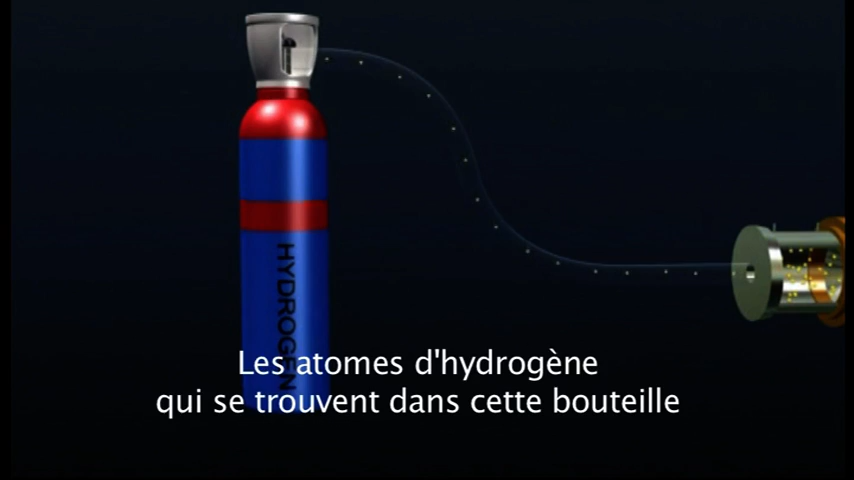 HYDROGEN
Les atomes d'hydrogène
qui se trouvent dans cette bouteille